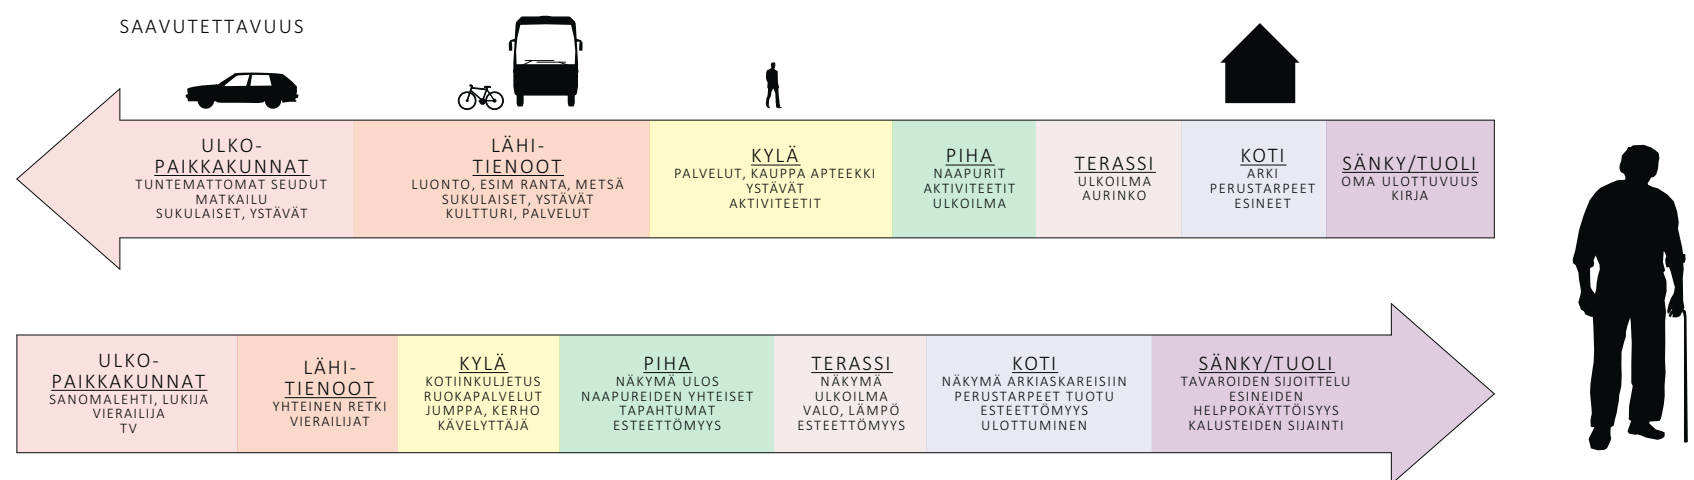 SAAVUTETTAVUUS
ULKO-
PAIKKAKUNNAT
TUNTEMATTOMAT SEUDUT
MATKAILU
SUKULAISET, YSTÄVÄT
LÄHI-
TIENOOT
LUONTO, ESIM RANTA, METSÄ
SUKULAISET, YSTÄVÄT
KULTTURI, PALVELUT
KYLÄ
PALVELUT, KAUPPA APTEEKKI
YSTÄVÄT
AKTIVITEETIT
PIHA
NAAPURIT
AKTIVITEETIT
ULKOILMA
TERASSI
ULKOILMA
AURINKO
KOTI
ARKI
PERUSTARPEET
ESINEET
SÄNKY/TUOLI
OMA ULOTTUVUUS
KIRJA
ULKO-
PAIKKAKUNNAT
SANOMALEHTI, LUKIJA
VIERAILIJA
TV
LÄHI-
TIENOOT
YHTEINEN RETKI
VIERAILIJAT
KYLÄ
KOTIINKULJETUS
RUOKAPALVELUT
JUMPPA, KERHO
KÄVELYTTÄJÄ
PIHA
NÄKYMÄ ULOS
NAAPUREIDEN YHTEISET
TAPAHTUMAT
ESTEETTÖMYYS
TERASSI
NÄKYMÄ
ULKOILMA
VALO, LÄMPÖ
ESTEETTÖMYYS
KOTI
NÄKYMÄ ARKIASKAREISIIN
PERUSTARPEET TUOTU
ESTEETTÖMYYS
ULOTTUMINEN
SÄNKY/TUOLI
TAVAROIDEN SIJOITTELU
ESINEIDEN
HELPPOKÄYTTÖISYYS
KALUSTEIDEN SIJAINTI